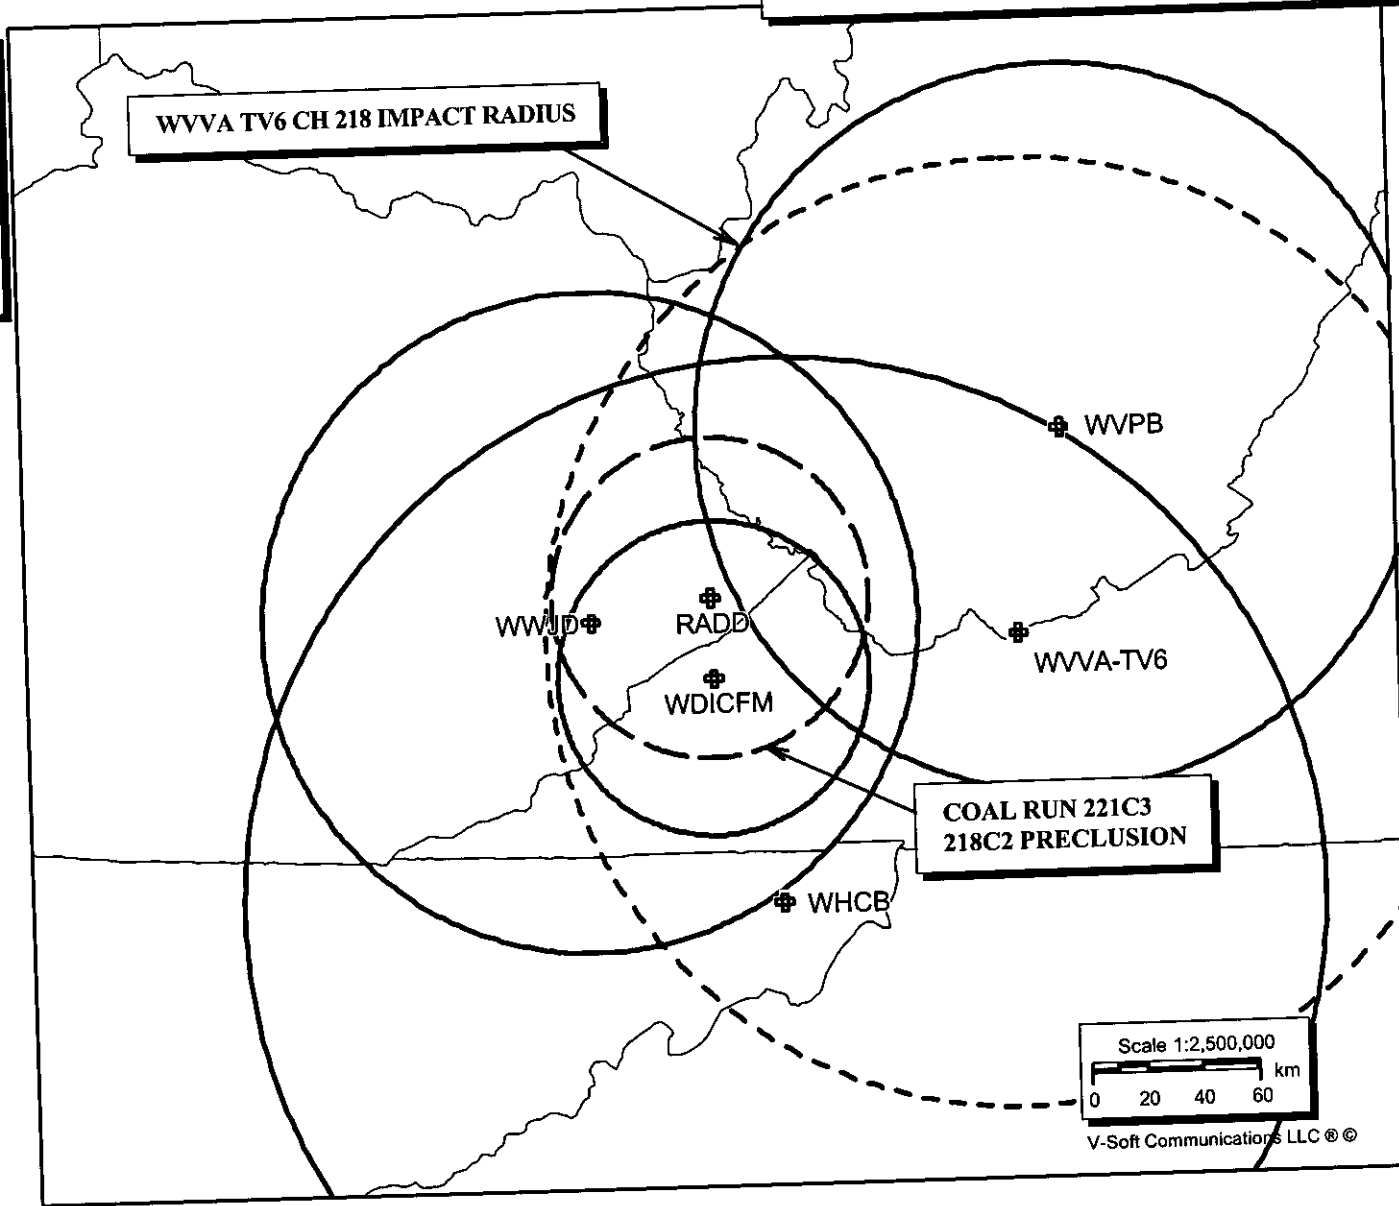 WVVA TV6 CH 218 IMPACT RADIUS
WVPB
WWJD
RADD
WVVA-TV6
WDICFM
COAL RUN 221C3
218C2 PRECLUSION
WHCB
Scale 1:2,500,000
km
0 20 40 60
V-Soft Communications LLC ® ©